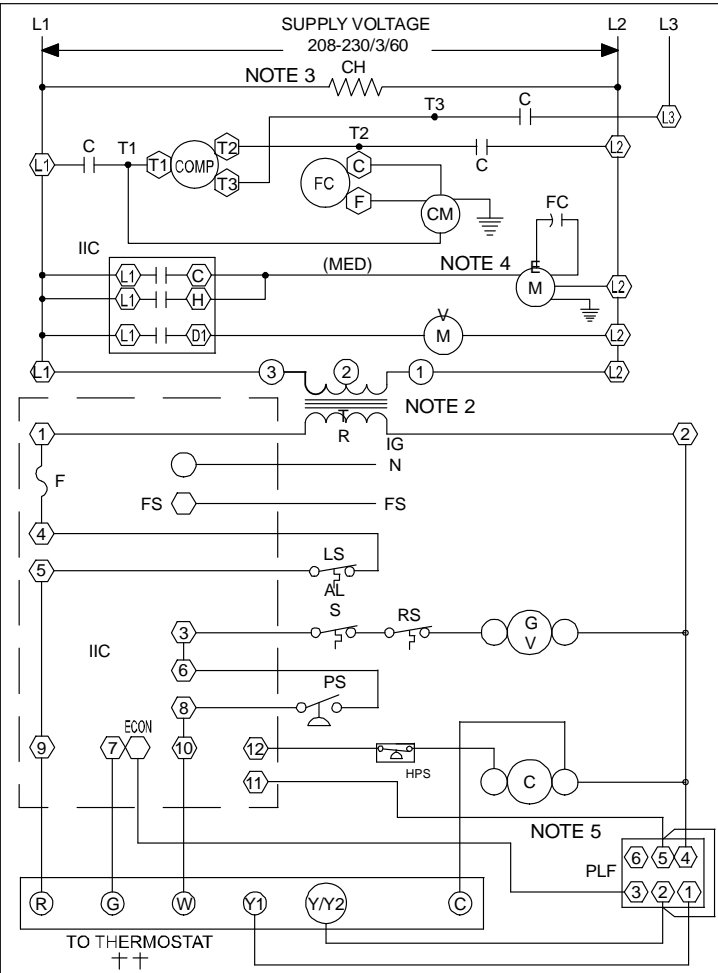 L1 SUPPLY VOLTAGE L2 L3
208-230/3/60
NOTE 3 CH
T3 C
L3
C T1 T1 COMP T2 T2 C L2
L1 T3 FC C
F CM
FC
IIC
L1 C (MED) NOTE 4 E
M L2
L1 H
V
L1 D1 M L2
L1 3 2 1 L2
NOTE 2
T
R
1 IG 2
N
F
FS FS
4
LS
5
AL
S RS G
V
3
IIC
6
PS
8
ECON
9 7 10 12
HPS C
11
NOTE 5
6 5 4
PLF
3 2 1
R G W Y1 Y/Y2 C
TO THERMOSTAT
††